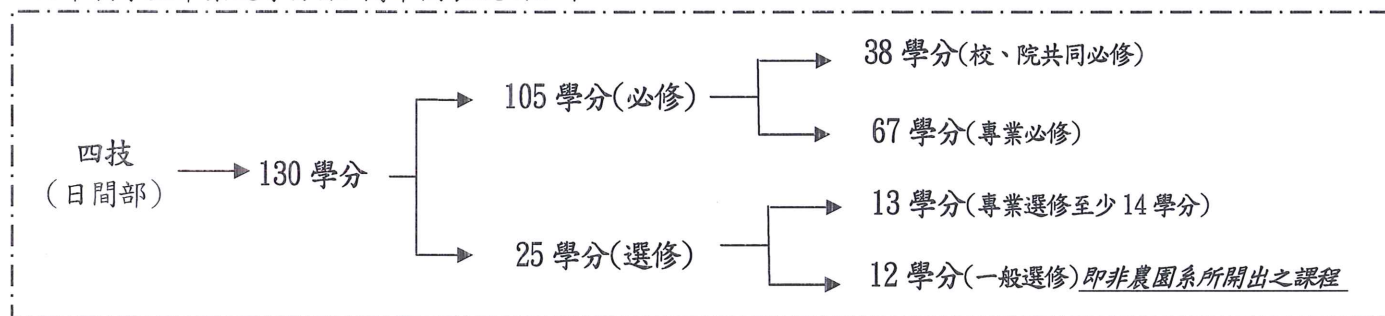 38 學分(校、院共同必修)
105 學分(必修)
67 學分(專業必修)
四技
(日間部)
130 學分
13 學分(專業選修至少 14 學分)
25 學分(選修)
12 學分(一般選修)即非農園系所開出之課程